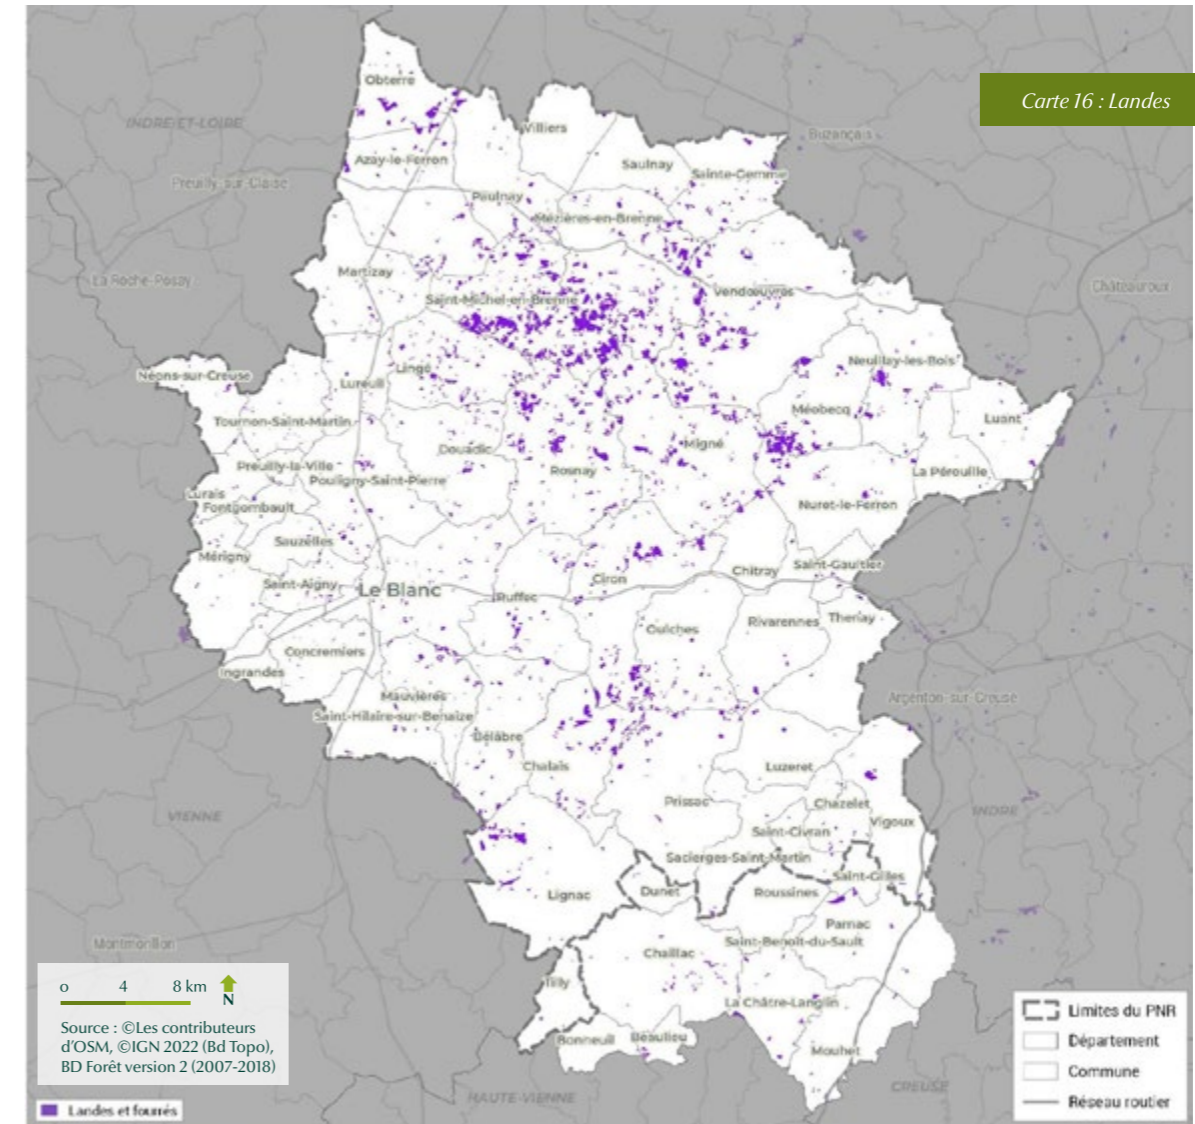 Carte 16 : Landes
Obterre
INDRE-ET-LOIRE
Villiers
Buzançais
Azay-le-Ferron
Saulnay
Sainte-Gemme
Preuilly-sur-Claise
Paulnay
Mézières-en-Brenne
Martizay
La Roche-Posay
Châteauroux
Vendœuvres
Saint-Michel-en-Brenne
Neuillay-les-Bois
Lingé
Néons-sur-Creuse
Lureuil
Méobecq
Luant
Tournon-Saint-Martin
Douadic
Migné
Preuilly-la-Ville
Rosnay
La Pérouille
Pouligny-Saint-Pierre
Lurais
Fontgombault
Nuret-le-Ferron
Sauzelles
Mérigny
Saint-Gaultier
Chitray
Ciron
Saint-Aigny
Le Blanc
Ruffec
Rivarennes
Thenay
Oulches
Concremiers
Ingrandes
Mauvières
Argenton-sur-Creuse
Saint-Hilaire-sur-Benaize
Bélâbre
Chalais
Luzeret
Prissac
Chazelet
INDRE
VIENNE
Vigoux
Saint-Civran
Sacierges-Saint-Martin
Saint-Gilles
Dunet
Roussines
Lignac
Parnac
Montmorillon
Saint-Benoît-du-Sault
Chaillac
Tilly
La Châtre-Langlin
Bonneuil
Beaulieu
Mouhet
CREUSE
HAUTE-VIENNE
0 4 8 km
N
Source : ©Les contributeurs
d'OSM, ©IGN 2022 (Bd Topo),
BD Forêt version 2 (2007-2018)
Landes et fourrés
Limites du PNR
Département
Commune
Réseau routier